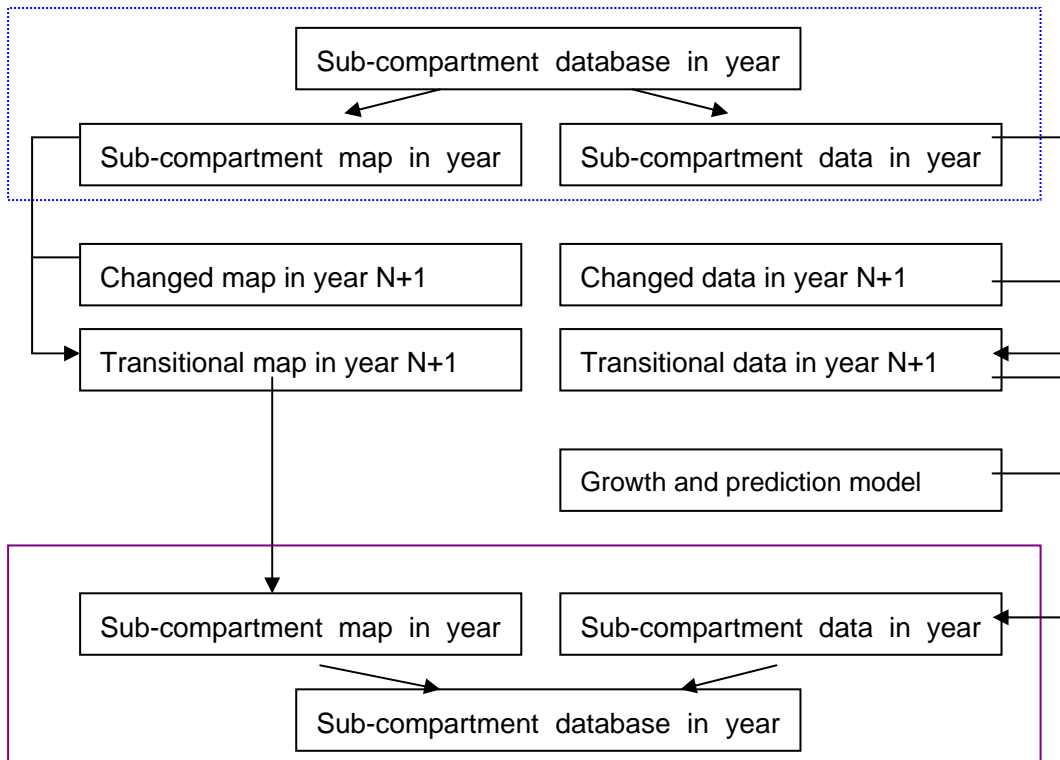 Sub-compartment database in year
Sub-compartment map in year
Sub-compartment data in year
Changed map in year N+1
Changed data in year N+1
Transitional map in year N+1
Transitional data in year N+1
Growth and prediction model
Sub-compartment map in year
Sub-compartment data in year
Sub-compartment database in year